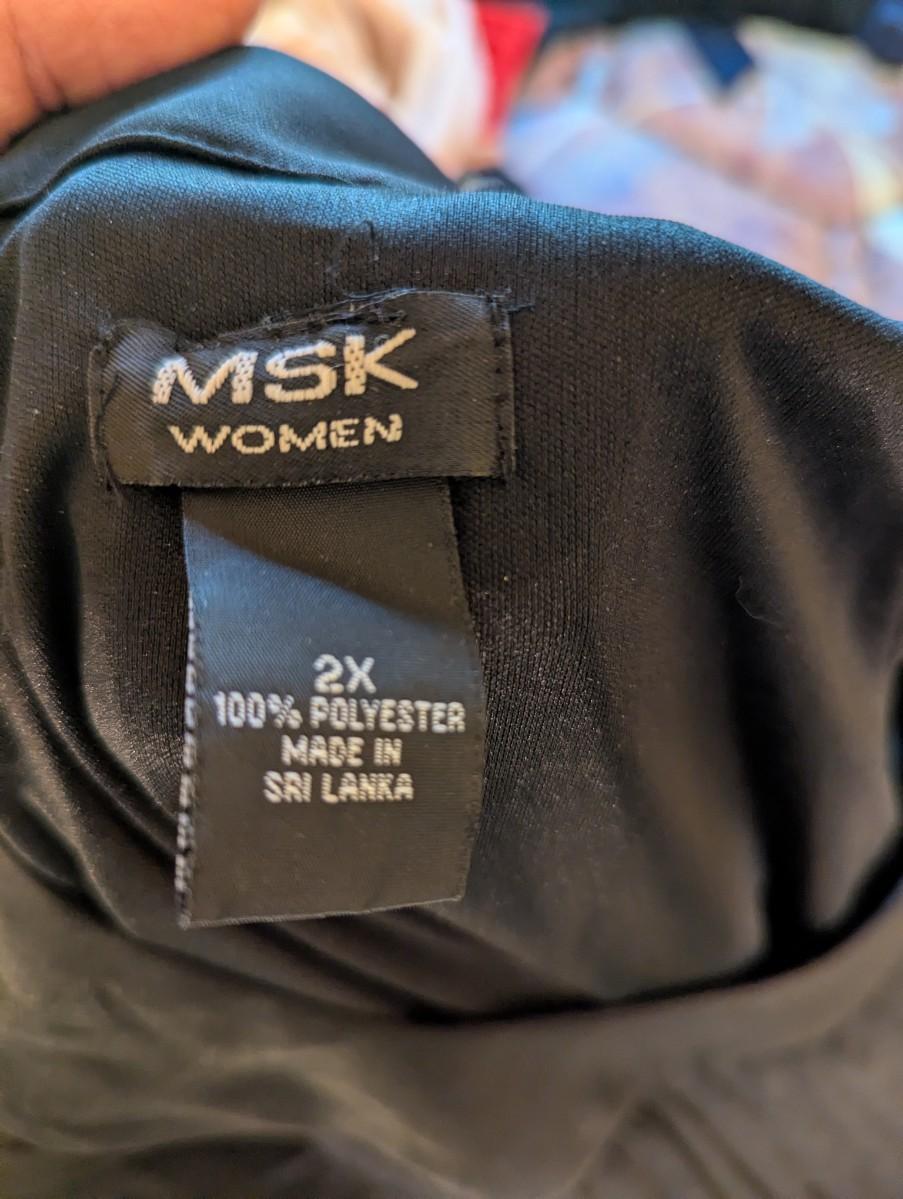 MSK
WOMEN
2X
100% POLYESTER
MADE IN
SRI LANKA